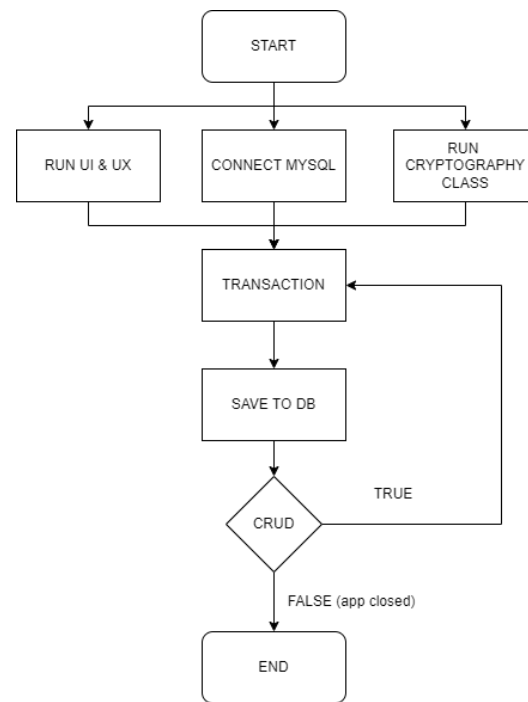 START
RUN UI & UX
CONNECT MYSQL
RUN
CRYPTOGRAPHY
CLASS
TRANSACTION
SAVE TO DB
TRUE
CRUD
FALSE (app closed)
END